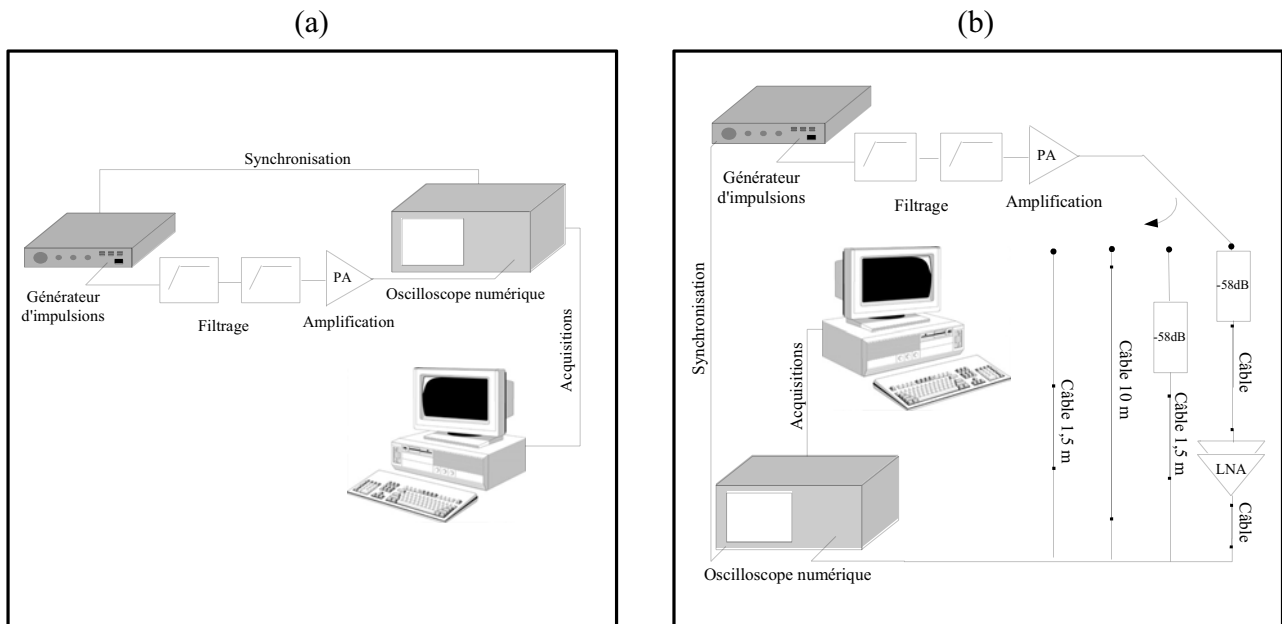 (a)
Synchronisation
Générateur
d'impulsions
Filtrage
PA
Amplification
Oscilloscope numérique
Acquisitions
(b)
Générateur
d'impulsions
Filtrage
PA
Amplification
Synchronisation
Acquisitions
Oscilloscope numérique
Câble 1,5 m
Câble 10 m
-58dB
Câble 1,5 m
-58dB
Câble
LNA
Câble